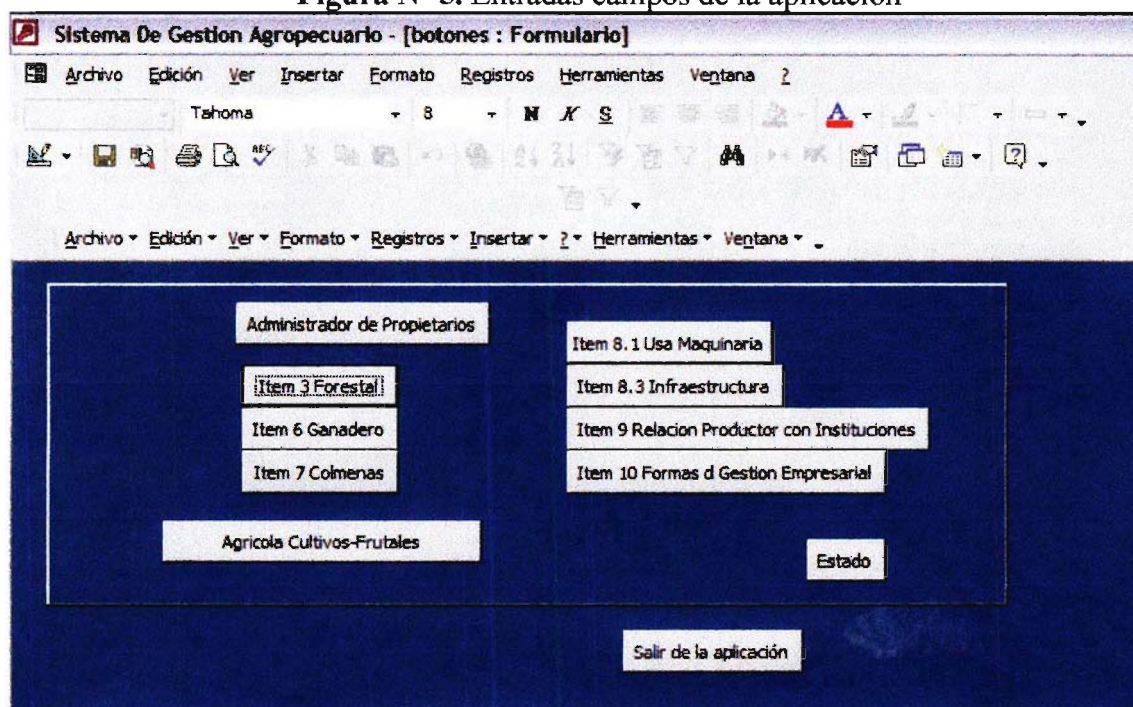 Figura N° 3. Entradas campos de la aplicación
Sistema De Gestion Agropecuario - [botones : Formulario]
Archivo Edición Ver Insertar Formato Registros Herramientas Ventana ?
Tahoma 8 N K S A
ABC
Archivo Edición Ver Formato Registros Insertar ? Herramientas Ventana
Administrador de Propietarios
Item 3 Forestal
Item 6 Ganadero
Item 7 Colmenas
Agricola Cultivos-Frutales
Item 8.1 Usa Maquinaria
Item 8.3 Infraestructura
Item 9 Relacion Productor con Instituciones
Item 10 Formas d Gestion Empresarial
Estado
Salir de la aplicación